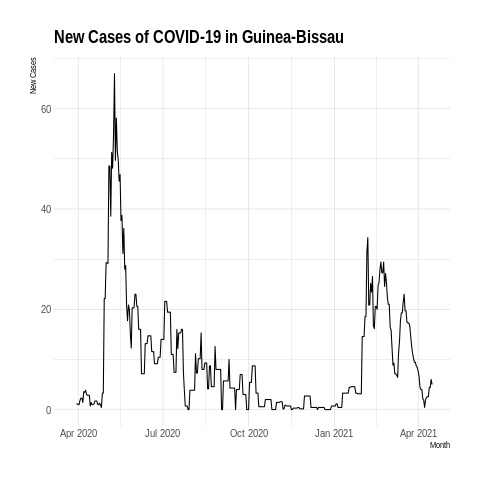 New Cases of COVID-19 in Guinea-Bissau
New Cases
60
40
20
0
Apr 2020 Jul 2020 Oct 2020 Jan 2021 Apr 2021
Month